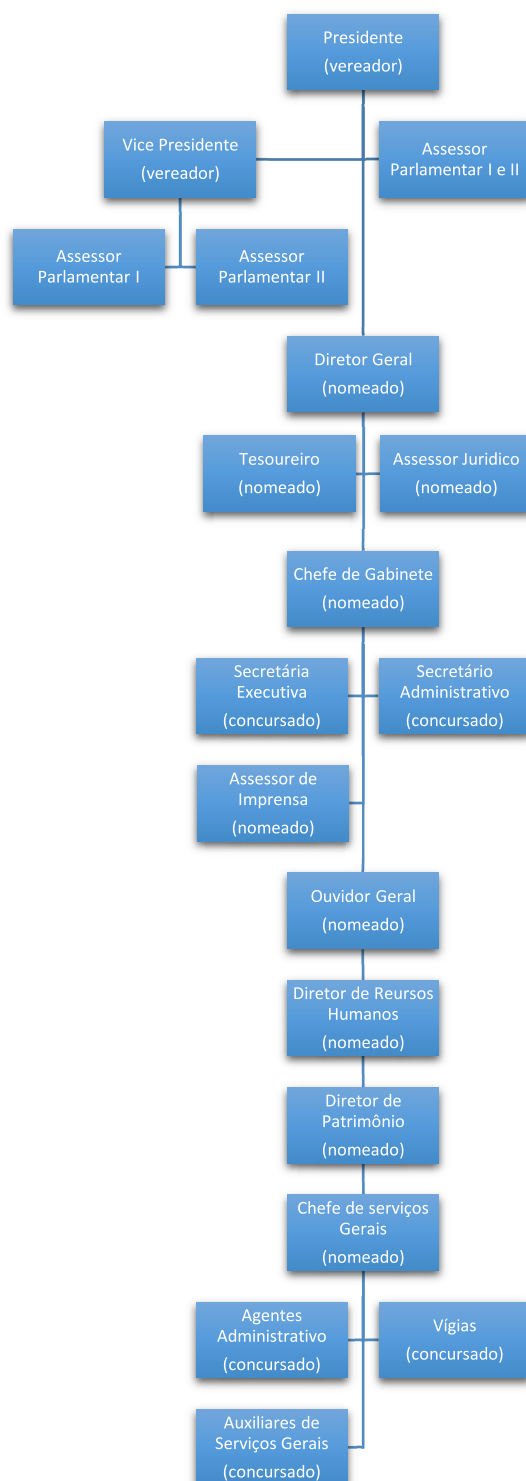 Presidente
(vereador)
Vice Presidente
(vereador)
Assessor
Parlamentar I e II
Assessor
Parlamentar I
Assessor
Parlamentar II
Diretor Geral
(nomeado)
Tesoureiro
(nomeado)
Assessor Juridico
(nomeado)
Chefe de Gabinete
(nomeado)
Secretária
Executiva
(concursado)
Secretário
Administrativo
(concursado)
Assessor de
Imprensa
(nomeado)
Ouvidor Geral
(nomeado)
Diretor de Reursos
Humanos
(nomeado)
Diretor de
Patrimônio
(nomeado)
Chefe de serviços
Gerais
(nomeado)
Agentes
Administrativo
(concursado)
Vígias
(concursado)
Auxiliares de
Serviços Gerais
(concursado)